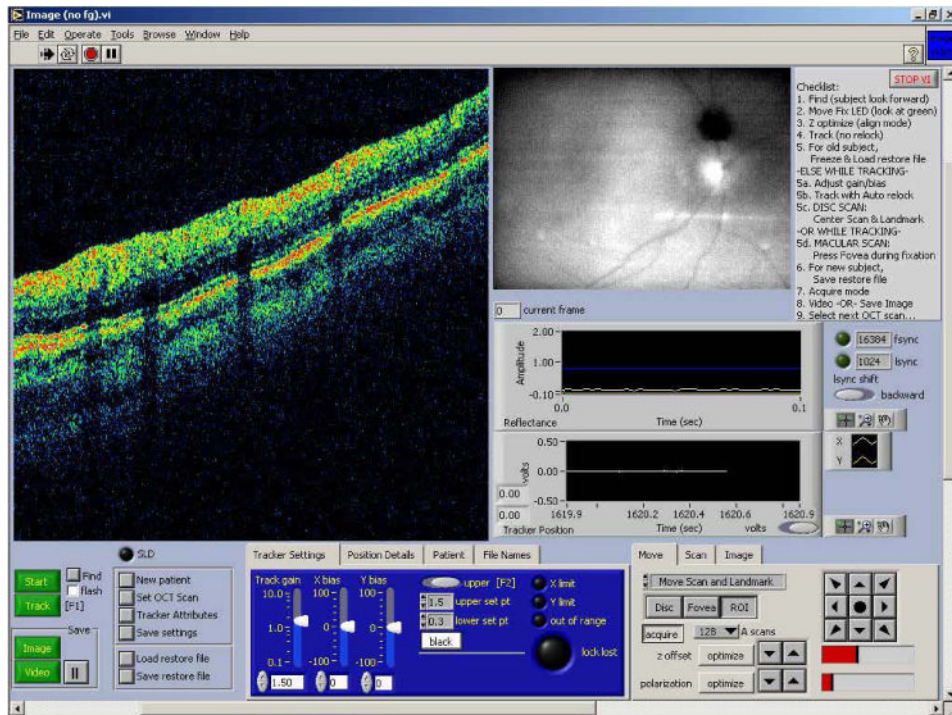 Image (no fg).vi
File Edit Operate Tools Browse Window Help
STOP VI
Checklist:
1. Find (subject look forward)
2. Move Fix LED (look at green)
3. Z optimize (align mode)
4. Track (no relock)
5. For old subject,
Freeze & Load restore file
-ELSE WHILE TRACKING-
5a. Adjust gain/bias
5b. Track with Auto relock
5c. DISC SCAN:
Center Scan & Landmark
-OR WHILE TRACKING-
5d. MACULAR SCAN:
Press Fovea during fixation
6. For new subject,
Save restore file
7. Acquire mode
8. Video -OR- Save Image
9. Select next OCT scan...
0 current frame
2.00
1.00
-0.10
Amplitude
0.0 0.1
Reflectance Time (sec)
16384 fsync
1024 lsync
lsync shift
backward
0.50
0.00
-0.50
volts
0.00
0.00
1619.9 1620.2 1620.4 1620.6 1620.9
Tracker Position Time (sec) volts
X
Y
SLD
Start Find
flash
Track [F1]
Save
Image
Video
New patient
Set OCT Scan
Tracker Attributes
Save settings
Load restore file
Save restore file
Tracker Settings Position Details Patient File Names
Track gain X bias Y bias
10.0 100 100
1.0 0 0
0.1 -100 -100
1.50 0 0
upper [F2]
1.5 upper set pt
0.3 lower set pt
black
X limit
Y limit
out of range
lock lost
Move Scan Image
Move Scan and Landmark
Disc Fovea ROI
acquire 128 A scans
z offset optimize
polarization optimize